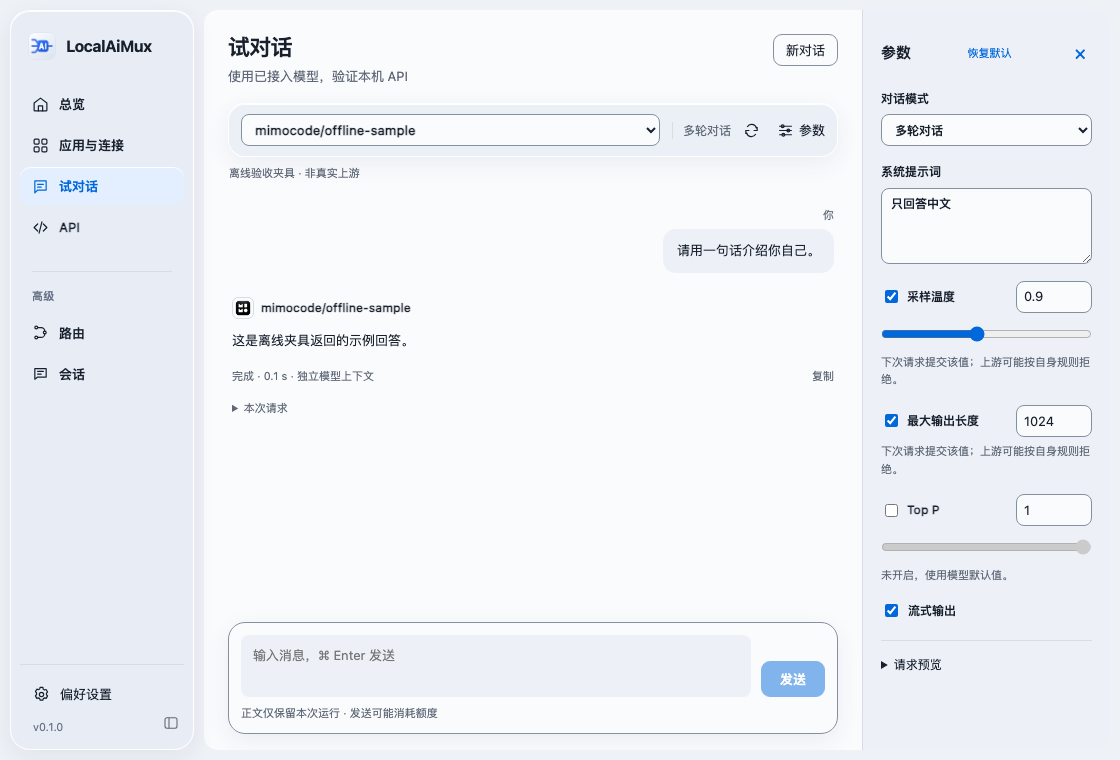 LocalAiMux
总览
应用与连接
试对话
API
高级
路由
会话
偏好设置
v0.1.0
试对话
新对话
使用已接入模型，验证本机 API
mimocode/offline-sample
多轮对话
参数
离线验收夹具 · 非真实上游
你
请用一句话介绍你自己。
mimocode/offline-sample
这是离线夹具返回的示例回答。
完成 · 0.1 s · 独立模型上下文
复制
本次请求
输入消息，⌘ Enter 发送
发送
正文仅保留本次运行 · 发送可能消耗额度
参数
恢复默认
对话模式
多轮对话
系统提示词
只回答中文
采样温度
0.9
下次请求提交该值；上游可能按自身规则拒
绝。
最大输出长度
1024
下次请求提交该值；上游可能按自身规则拒
绝。
Top P
1
未开启，使用模型默认值。
流式输出
请求预览